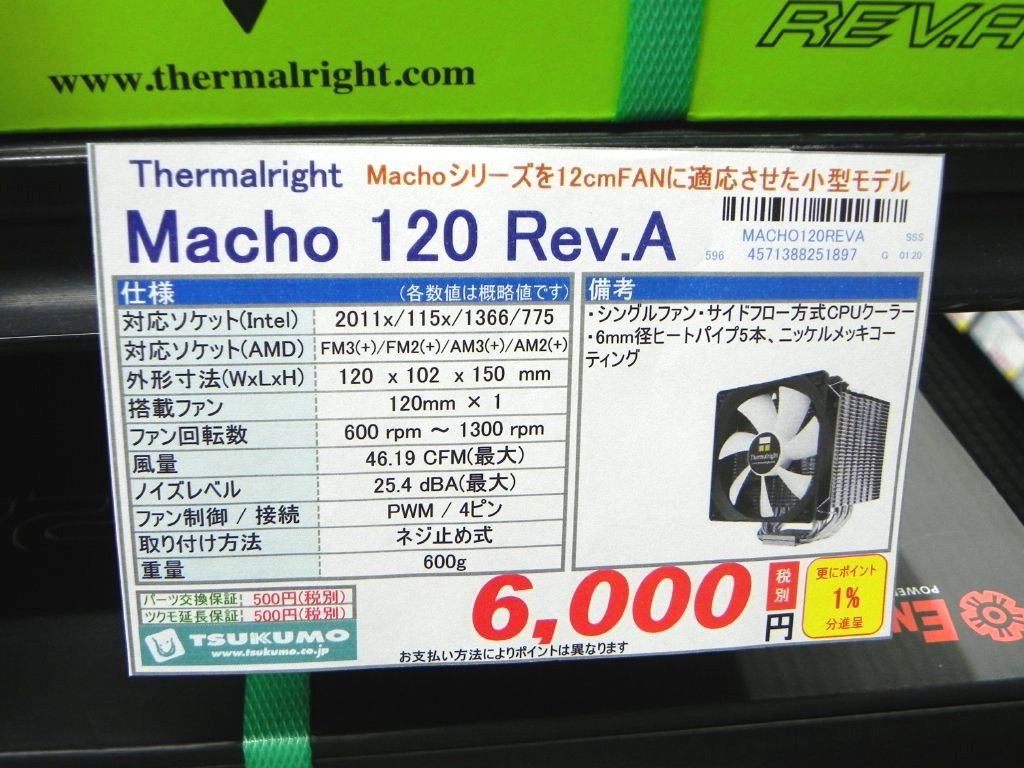 www.thermalright.com
REV.A
Thermalright Machoシリーズを12cmFANに適応させた小型モデル
Macho 120 Rev.A
MACHO120REVA SSS
596 4571388251897 G 0120
仕様 (各数値は概略値です)
対応ソケット(Intel) 2011x/115x/1366/775
対応ソケット(AMD) FM3(+)/FM2(+)/AM3(+)/AM2(+)
外形寸法(WxLxH) 120 x 102 x 150 mm
搭載ファン 120mm × 1
ファン回転数 600 rpm ～ 1300 rpm
風量 46.19 CFM(最大)
ノイズレベル 25.4 dBA(最大)
ファン制御 / 接続 PWM / 4ピン
取り付け方法 ネジ止め式
重量 600g
備考
・シングルファン・サイドフロー方式CPUクーラー
・6mm径ヒートパイプ5本、ニッケルメッキコー
ティング
Thermalright
パーツ交換保証 500円(税別)
ツクモ延長保証 500円(税別)
TSUKUMO
www.tsukumo.co.jp
6,000円
税別
更にポイント
1%
分進呈
お支払い方法によりポイントは異なります
POWER
EN